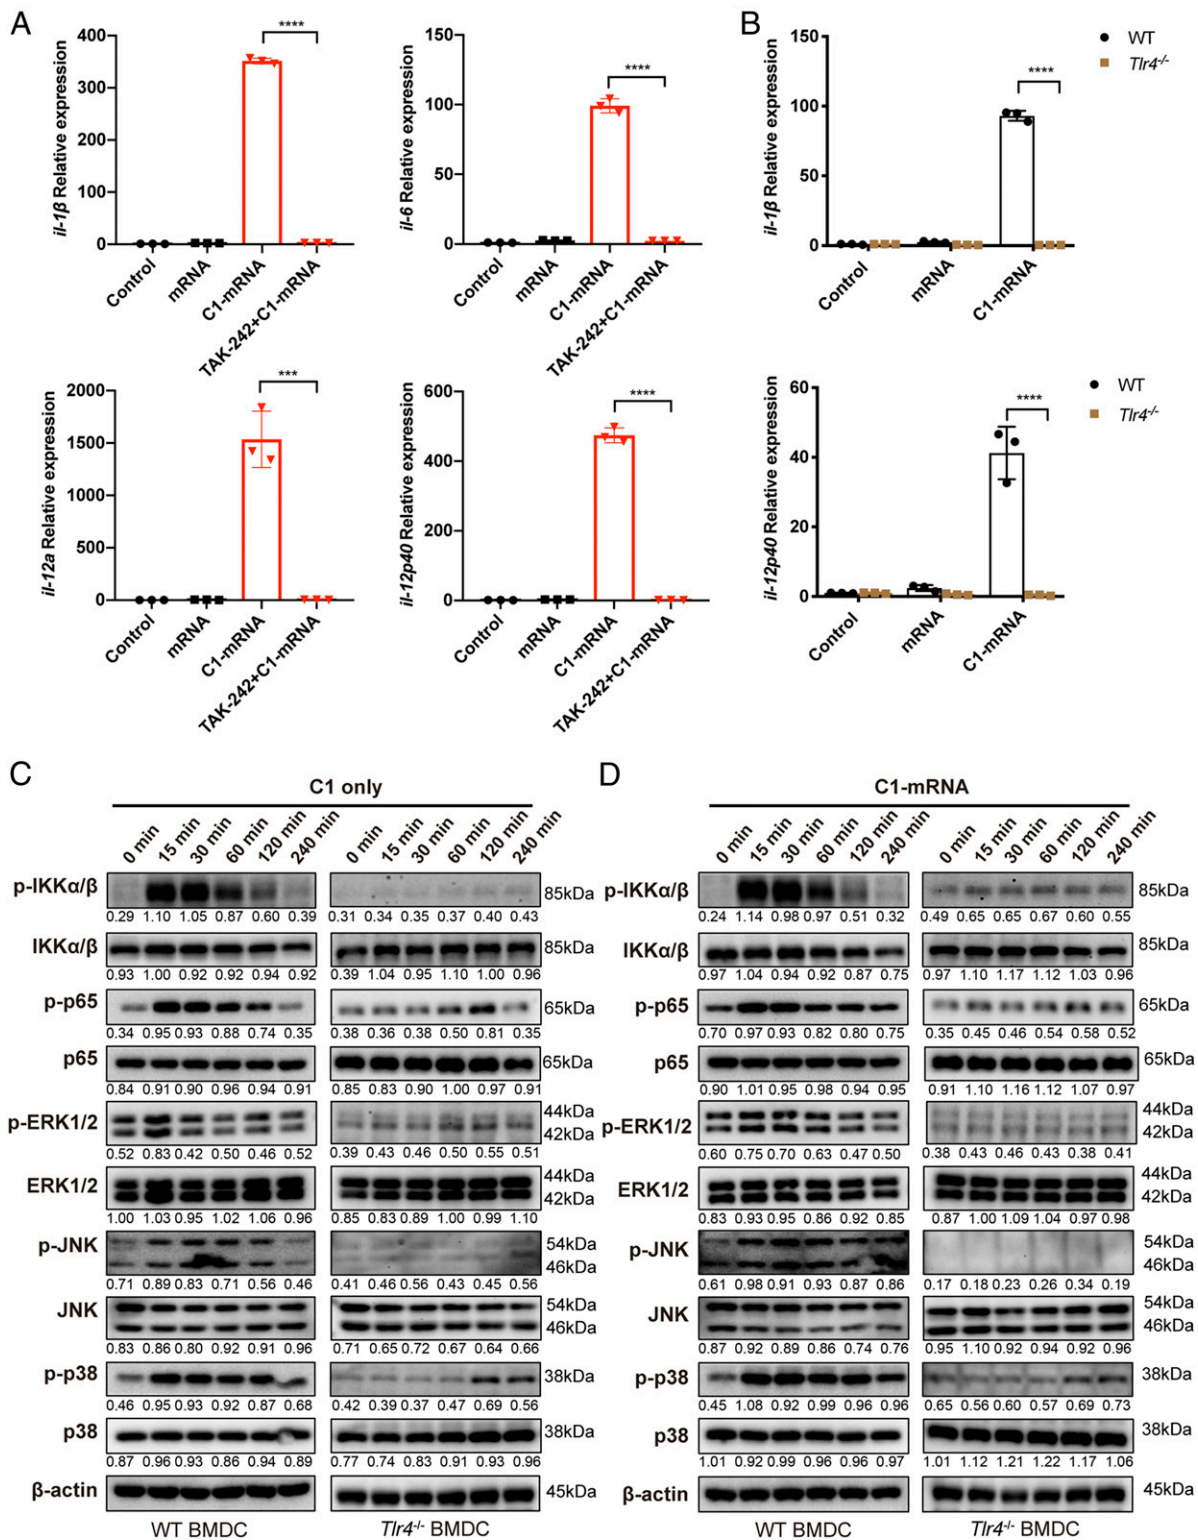 A
B
400
300
200
100
0
il-1β Relative expression
****
Control
mRNA
C1-mRNA
TAK-242+C1-mRNA
150
100
50
0
il-6 Relative expression
****
Control
mRNA
C1-mRNA
TAK-242+C1-mRNA
150
100
50
0
il-1β Relative expression
****
WT
Tlr4-/-
Control
mRNA
C1-mRNA
2000
1500
1000
500
0
il-12a Relative expression
***
Control
mRNA
C1-mRNA
TAK-242+C1-mRNA
600
400
200
0
il-12p40 Relative expression
****
Control
mRNA
C1-mRNA
TAK-242+C1-mRNA
60
40
20
0
il-12p40 Relative expression
****
WT
Tlr4-/-
Control
mRNA
C1-mRNA
C
C1 only
0 min 15 min 30 min 60 min 120 min 240 min 0 min 15 min 30 min 60 min 120 min 240 min
p-IKKα/β 85kDa
0.29 1.10 1.05 0.87 0.60 0.39 0.31 0.34 0.35 0.37 0.40 0.43
IKKα/β 85kDa
0.93 1.00 0.92 0.92 0.94 0.92 0.39 1.04 0.95 1.10 1.00 0.96
p-p65 65kDa
0.34 0.95 0.93 0.88 0.74 0.35 0.38 0.36 0.38 0.50 0.81 0.35
p65 65kDa
0.84 0.91 0.90 0.96 0.94 0.91 0.85 0.83 0.90 1.00 0.97 0.91
p-ERK1/2 44kDa
42kDa
0.52 0.83 0.42 0.50 0.46 0.52 0.39 0.43 0.46 0.50 0.55 0.51
ERK1/2 44kDa
42kDa
1.00 1.03 0.95 1.02 1.06 0.96 0.85 0.83 0.89 1.00 0.99 1.10
p-JNK 54kDa
46kDa
0.71 0.89 0.83 0.71 0.56 0.46 0.41 0.46 0.56 0.43 0.45 0.56
JNK 54kDa
46kDa
0.83 0.86 0.80 0.92 0.91 0.96 0.71 0.65 0.72 0.67 0.64 0.66
p-p38 38kDa
0.46 0.95 0.93 0.92 0.87 0.68 0.42 0.39 0.37 0.47 0.69 0.56
p38 38kDa
0.87 0.96 0.93 0.86 0.94 0.89 0.77 0.74 0.83 0.91 0.93 0.96
β-actin 45kDa
WT BMDC Tlr4-/- BMDC
D
C1-mRNA
0 min 15 min 30 min 60 min 120 min 240 min 0 min 15 min 30 min 60 min 120 min 240 min
p-IKKα/β 85kDa
0.24 1.14 0.98 0.97 0.51 0.32 0.49 0.65 0.65 0.67 0.60 0.55
IKKα/β 85kDa
0.97 1.04 0.94 0.92 0.87 0.75 0.97 1.10 1.17 1.12 1.03 0.96
p-p65 65kDa
0.70 0.97 0.93 0.82 0.80 0.75 0.35 0.45 0.46 0.54 0.58 0.52
p65 65kDa
0.90 1.01 0.95 0.98 0.94 0.95 0.91 1.10 1.16 1.12 1.07 0.97
p-ERK1/2 44kDa
42kDa
0.60 0.75 0.70 0.63 0.47 0.50 0.38 0.43 0.46 0.43 0.38 0.41
ERK1/2 44kDa
42kDa
0.83 0.93 0.95 0.86 0.92 0.85 0.87 1.00 1.09 1.04 0.97 0.98
p-JNK 54kDa
46kDa
0.61 0.98 0.91 0.93 0.87 0.86 0.17 0.18 0.23 0.26 0.34 0.19
JNK 54kDa
46kDa
0.87 0.92 0.89 0.86 0.74 0.76 0.95 1.10 0.92 0.94 0.92 0.96
p-p38 38kDa
0.45 1.08 0.92 0.99 0.96 0.96 0.65 0.56 0.60 0.57 0.69 0.73
p38 38kDa
1.01 0.92 0.96 0.96 0.96 0.97 1.01 1.12 1.21 1.22 1.17 1.06
β-actin 45kDa
WT BMDC Tlr4-/- BMDC